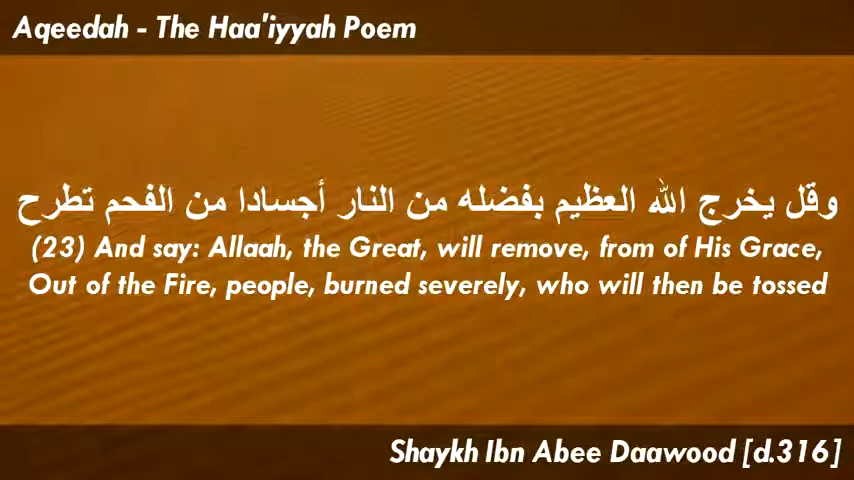 Aqeedah - The Haa'iyyah Poem
وقل يخرج الله العظيم بفضله من النار أجسادا من الفحم تطرح
(23) And say: Allaah, the Great, will remove, from of His Grace,
Out of the Fire, people, burned severely, who will then be tossed
Shaykh Ibn Abee Daawood [d.316]